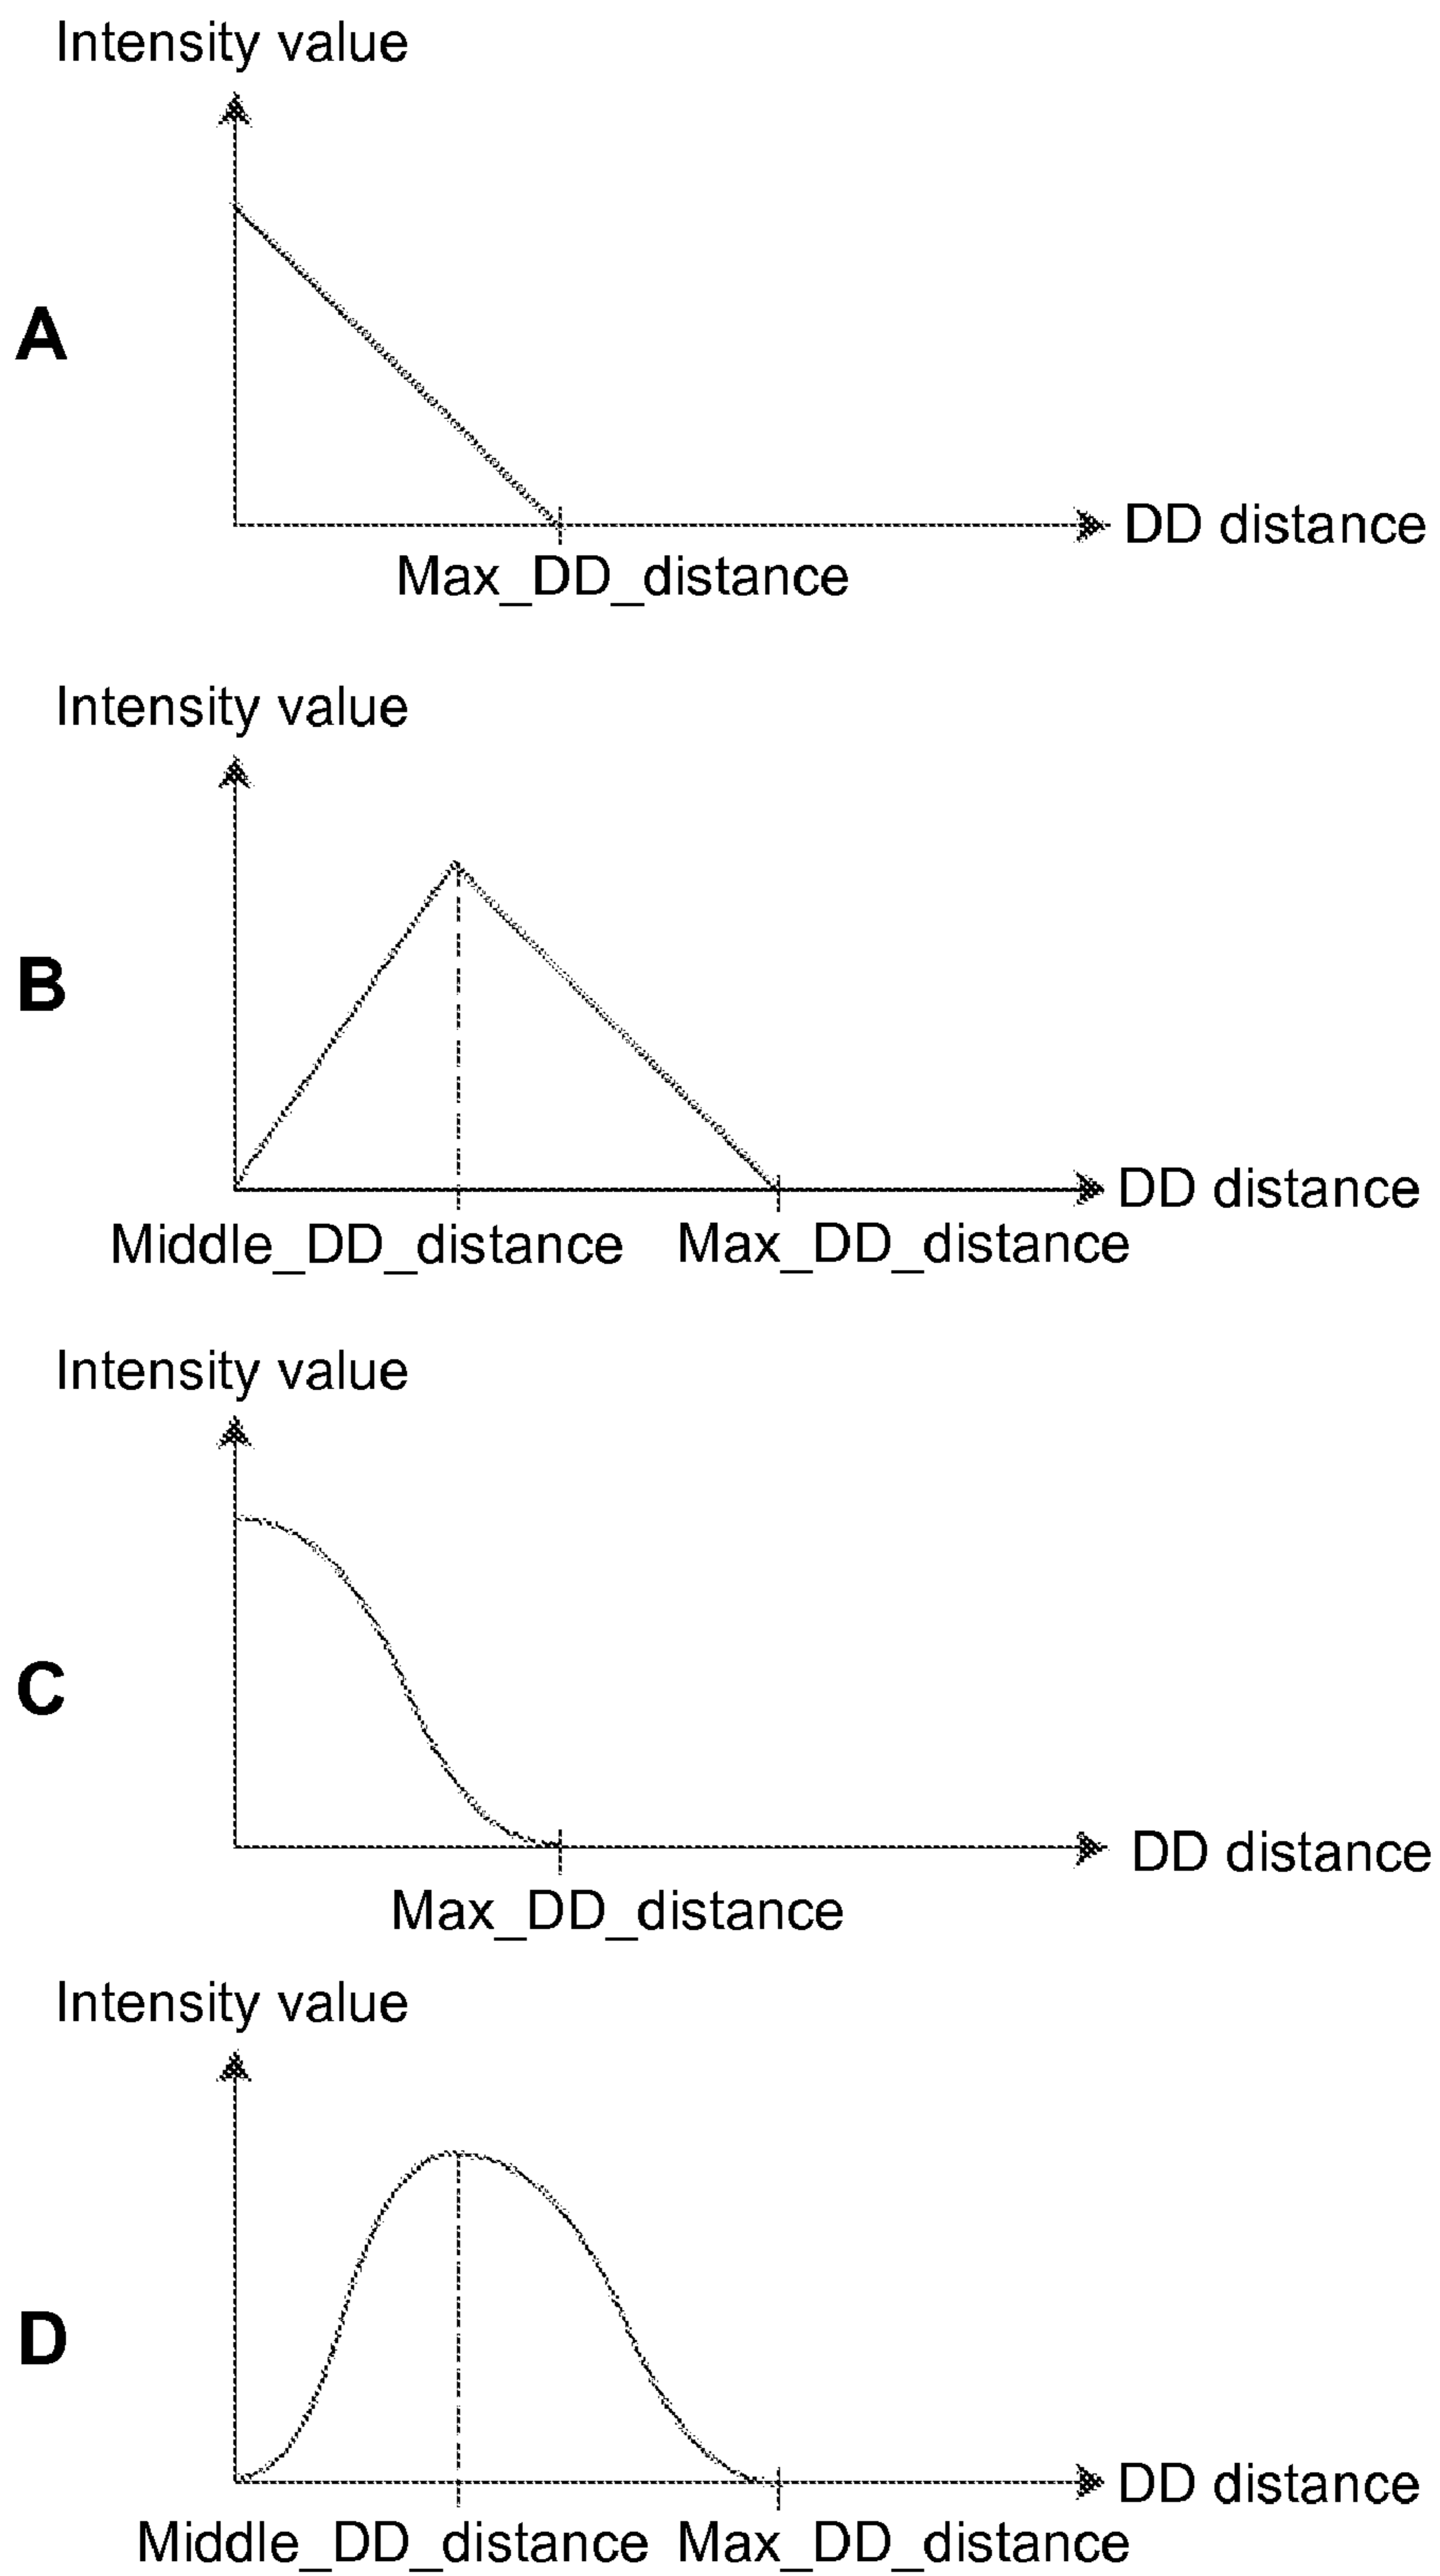 Intensity value
A
DD distance
Max_DD_distance
Intensity value
B
DD distance
Middle_DD_distance Max_DD_distance
Intensity value
C
DD distance
Max_DD_distance
Intensity value
D
DD distance
Middle_DD_distance Max_DD_distance